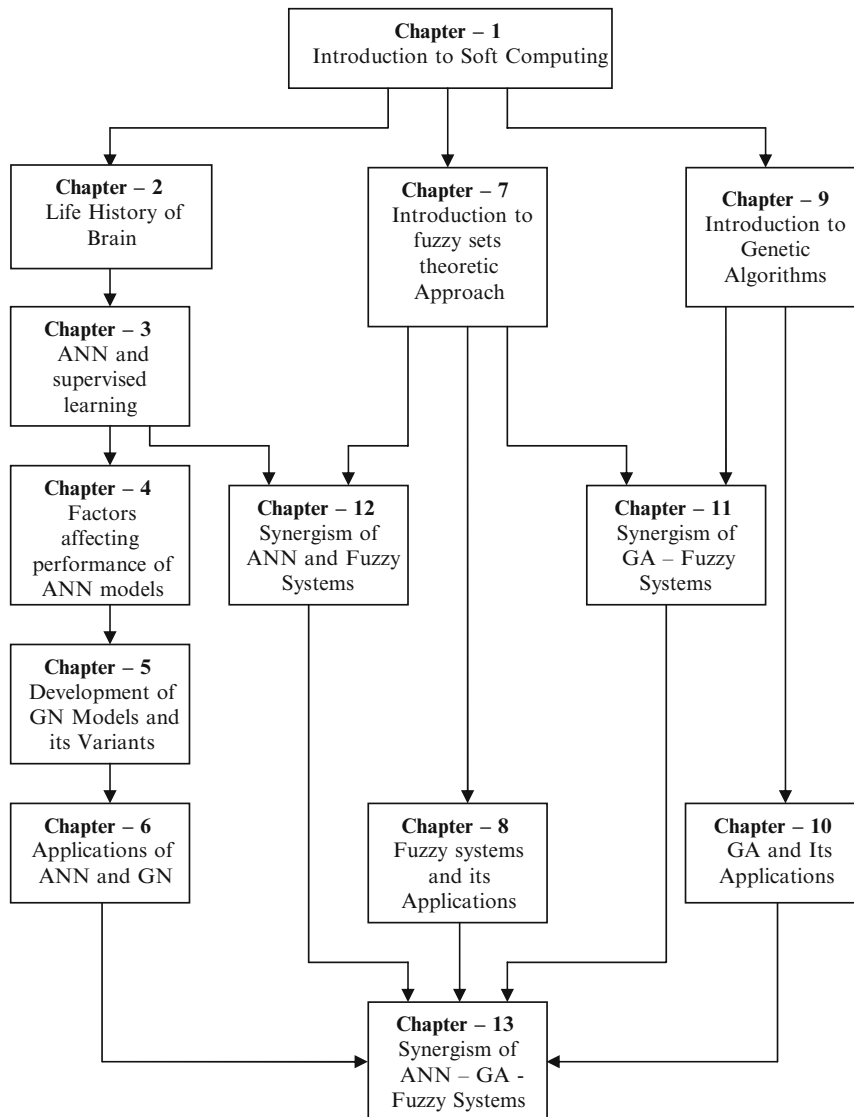 Chapter – 1
Introduction to Soft Computing
Chapter – 2
Life History of
Brain
Chapter – 7
Introduction to
fuzzy sets
theoretic
Approach
Chapter – 9
Introduction to
Genetic
Algorithms
Chapter – 3
ANN and
supervised
learning
Chapter – 4
Factors
affecting
performance of
ANN models
Chapter – 12
Synergism of
ANN and Fuzzy
Systems
Chapter – 11
Synergism of
GA – Fuzzy
Systems
Chapter – 5
Development of
GN Models and
its Variants
Chapter – 6
Applications of
ANN and GN
Chapter – 8
Fuzzy systems
and its
Applications
Chapter – 10
GA and Its
Applications
Chapter – 13
Synergism of
ANN – GA -
Fuzzy Systems